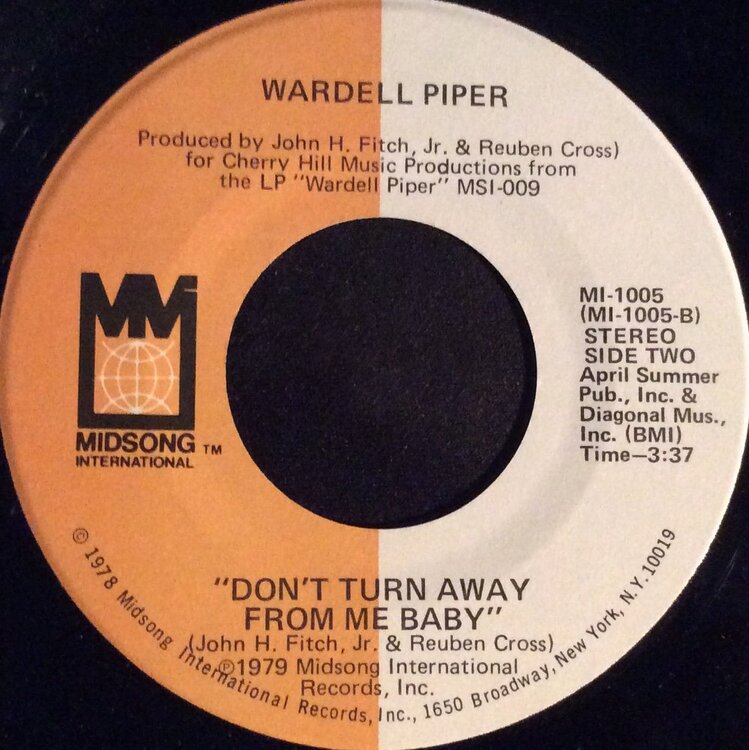 WARDELL PIPER
Produced by John H. Fitch, Jr. & Reuben Cross)
for Cherry Hill Music Productions from
the LP "Wardell Piper" MSI-009
MM
MIDSONG TM
INTERNATIONAL
MI-1005
(MI-1005-B)
STEREO
SIDE TWO
April Summer
Pub., Inc. &
Diagonal Mus.,
Inc. (BMI)
Time—3:37
"DON'T TURN AWAY
FROM ME BABY"
(John H. Fitch, Jr. & Reuben Cross)
℗1979 Midsong International
Records, Inc.
© 1978 Midsong International Records, Inc., 1650 Broadway, New York, N.Y. 10019